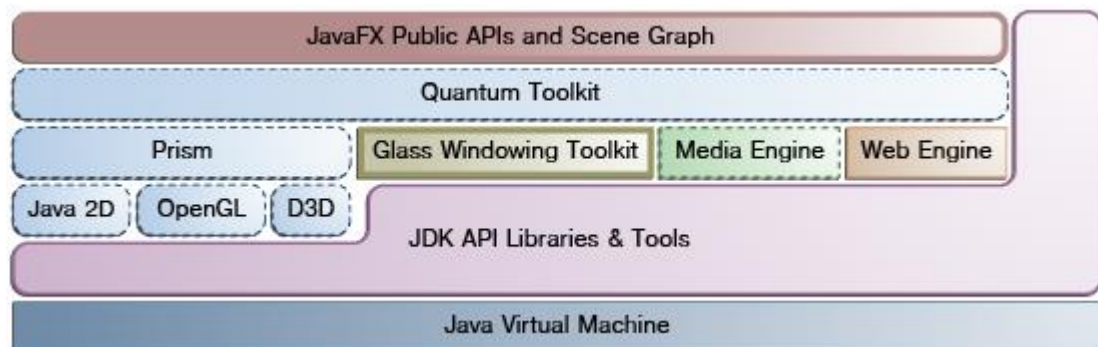 JavaFX Public APIs and Scene Graph
Quantum Toolkit
Prism
Glass Windowing Toolkit
Media Engine
Web Engine
Java 2D
OpenGL
D3D
JDK API Libraries & Tools
Java Virtual Machine